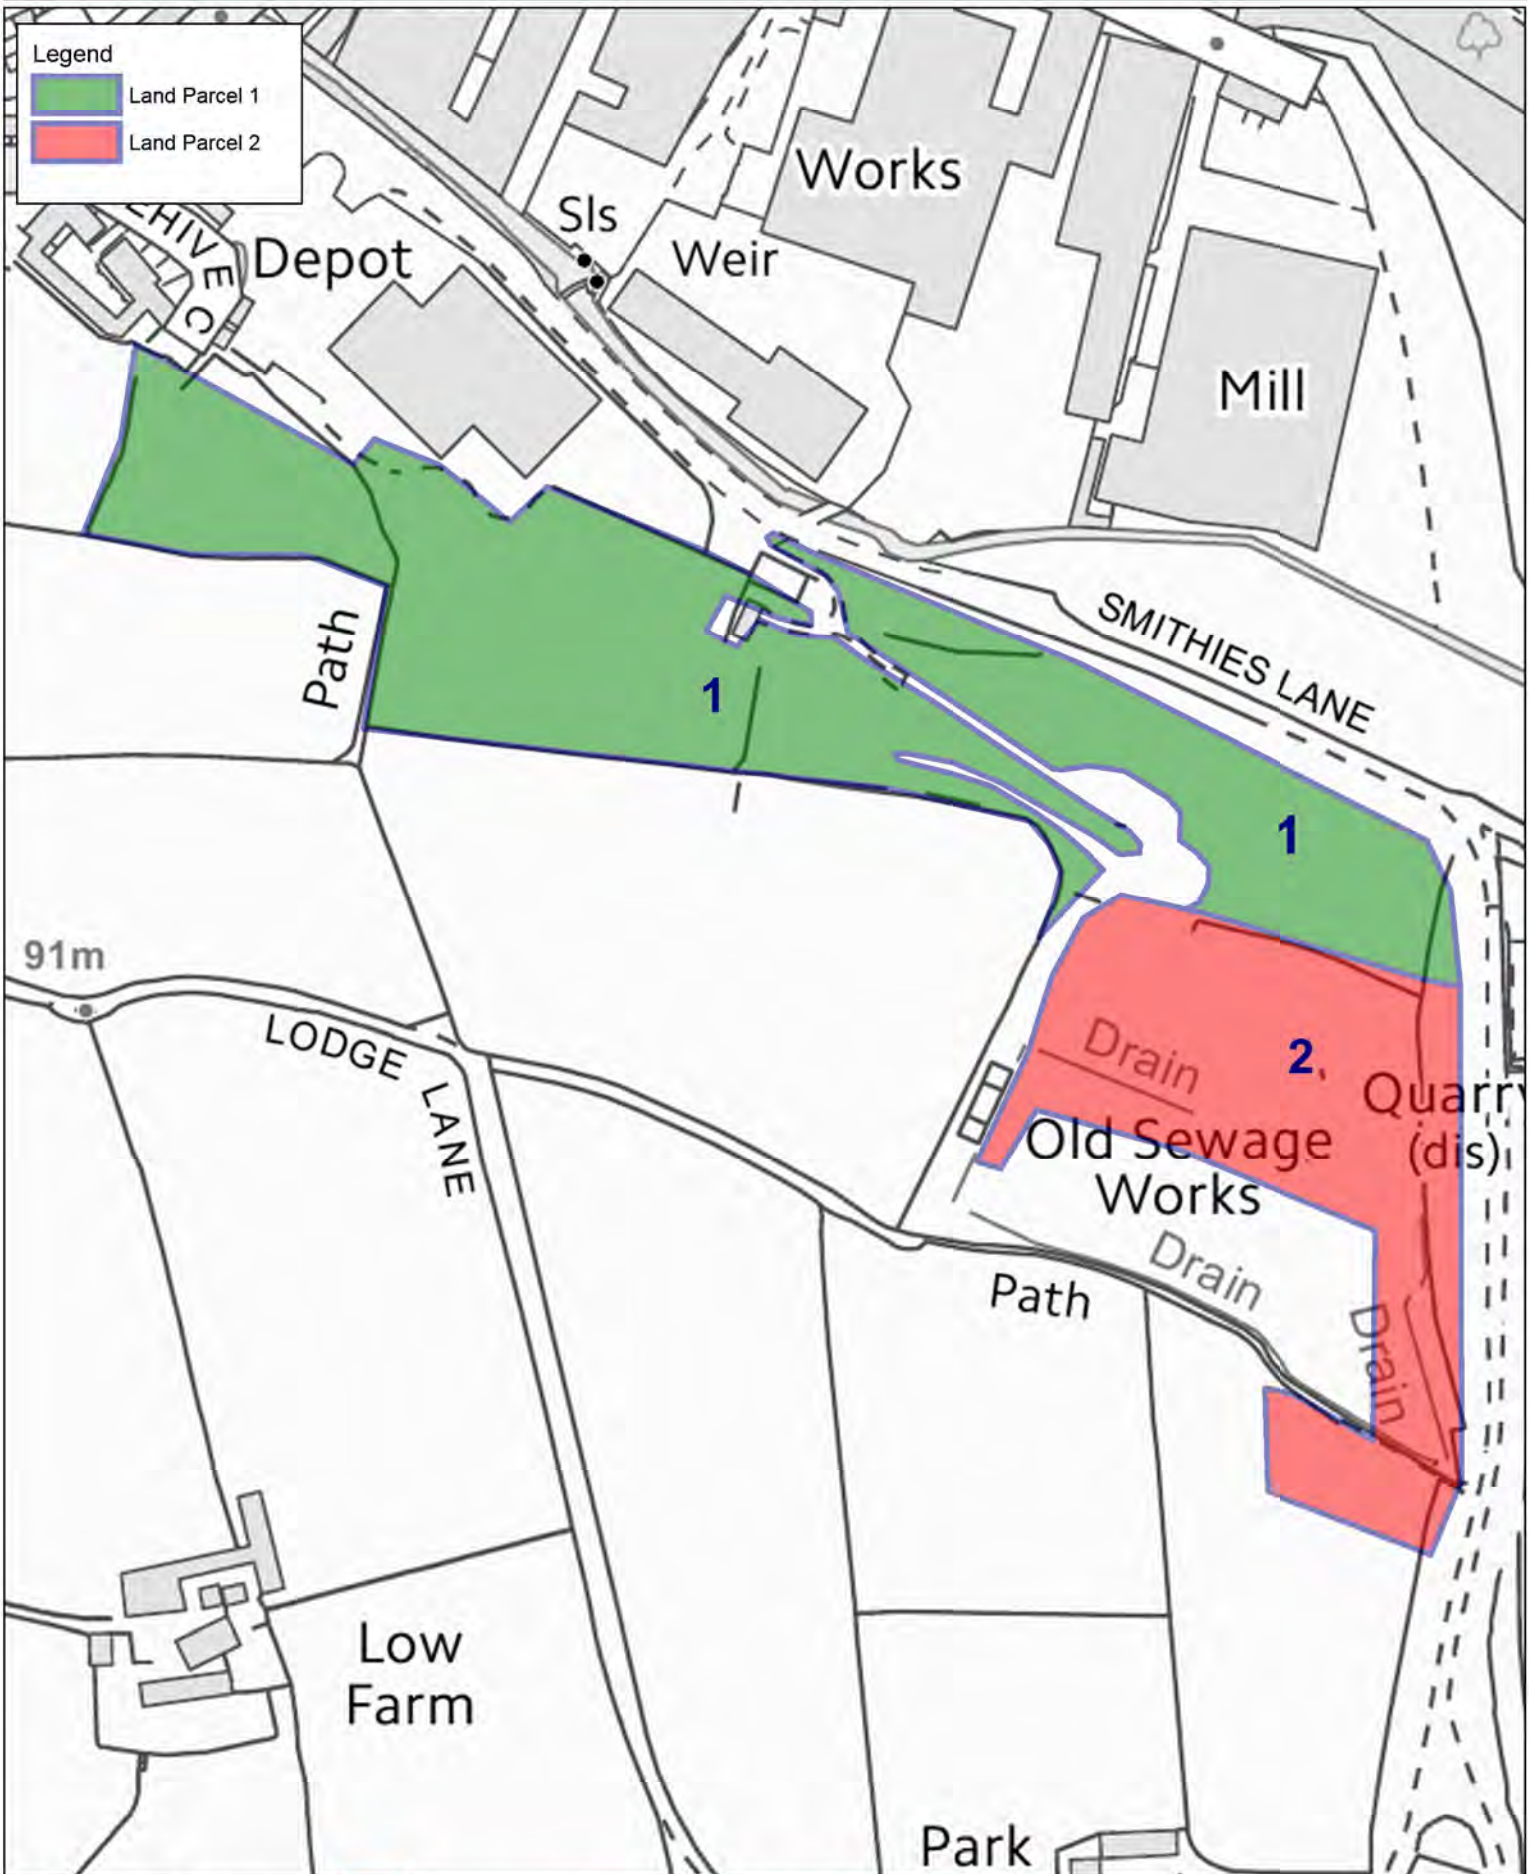 Legend
Land Parcel 1
Land Parcel 2
Works
Sls
EHIVE C
Depot
Weir
Mill
SMITHIES LANE
Path
1
1
91m
LODGE LANE
Drain
2
Quarry
(dis)
Old Sewage
Works
Drain
Path
Drain
Low
Farm
Park